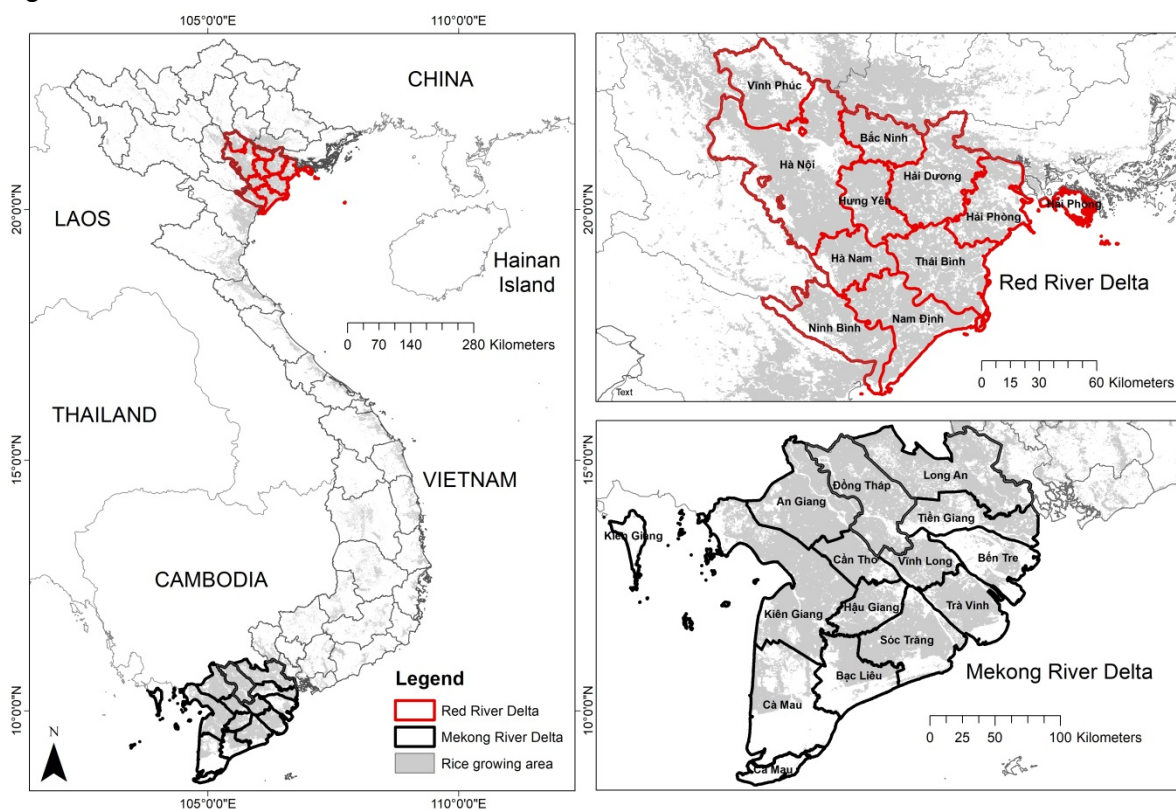 105°0'0"E
110°0'0"E
CHINA
20°0'0"N
LAOS
Hainan
Island
0 70 140 280 Kilometers
THAILAND
15°0'0"N
VIETNAM
CAMBODIA
10°0'0"N
N
Legend
Red River Delta
Mekong River Delta
Rice growing area
105°0'0"E
110°0'0"E
Vĩnh Phúc
Bắc Ninh
Hà Nội
Hải Dương
Hưng Yên
Hải Phòng
Hải Phòng
Hà Nam
Thái Bình
Red River Delta
Ninh Bình
Nam Định
0 15 30 60 Kilometers
Text
20°0'0"N
15°0'0"N
10°0'0"N
Long An
Đồng Tháp
An Giang
Tiền Giang
Kiên Giang
Cần Thơ
Vĩnh Long
Bến Tre
Kiên Giang
Hậu Giang
Trà Vinh
Sóc Trăng
Bạc Liêu
Mekong River Delta
Cà Mau
0 25 50 100 Kilometers
Cà Mau